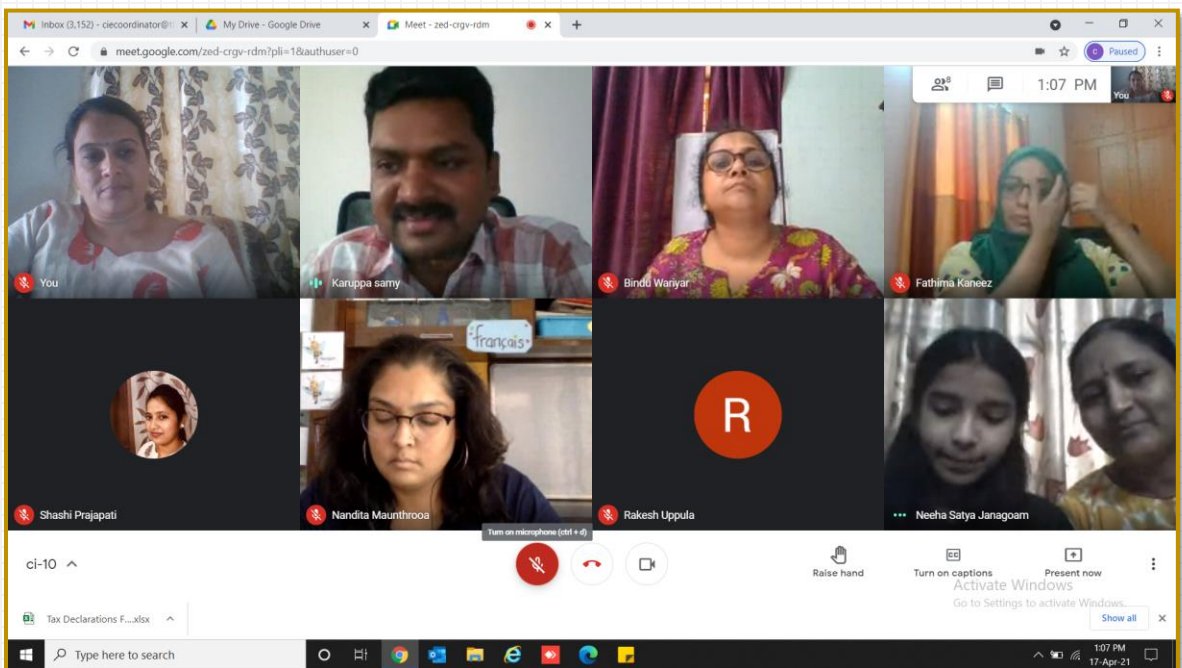 Inbox (3,152) - ciecoordinator@
My Drive - Google Drive
Meet - zed-crgv-rdm
meet.google.com/zed-crgv-rdm?pli=1&authuser=0
C
Paused
8
1:07 PM
You
You
Karuppa samy
Bindu Wariyar
Fathima Kaneez
Français
R
Shashi Prajapati
Nandita Maunthrooa
Rakesh Uppula
Neeha Satya Janagoam
Turn on microphone (ctrl + d)
ci-10
Raise hand
CC
Turn on captions
Present now
Activate Windows
Go to Settings to activate Windows.
Tax Declarations F....xlsx
Show all
Type here to search
1:07 PM
17-Apr-21